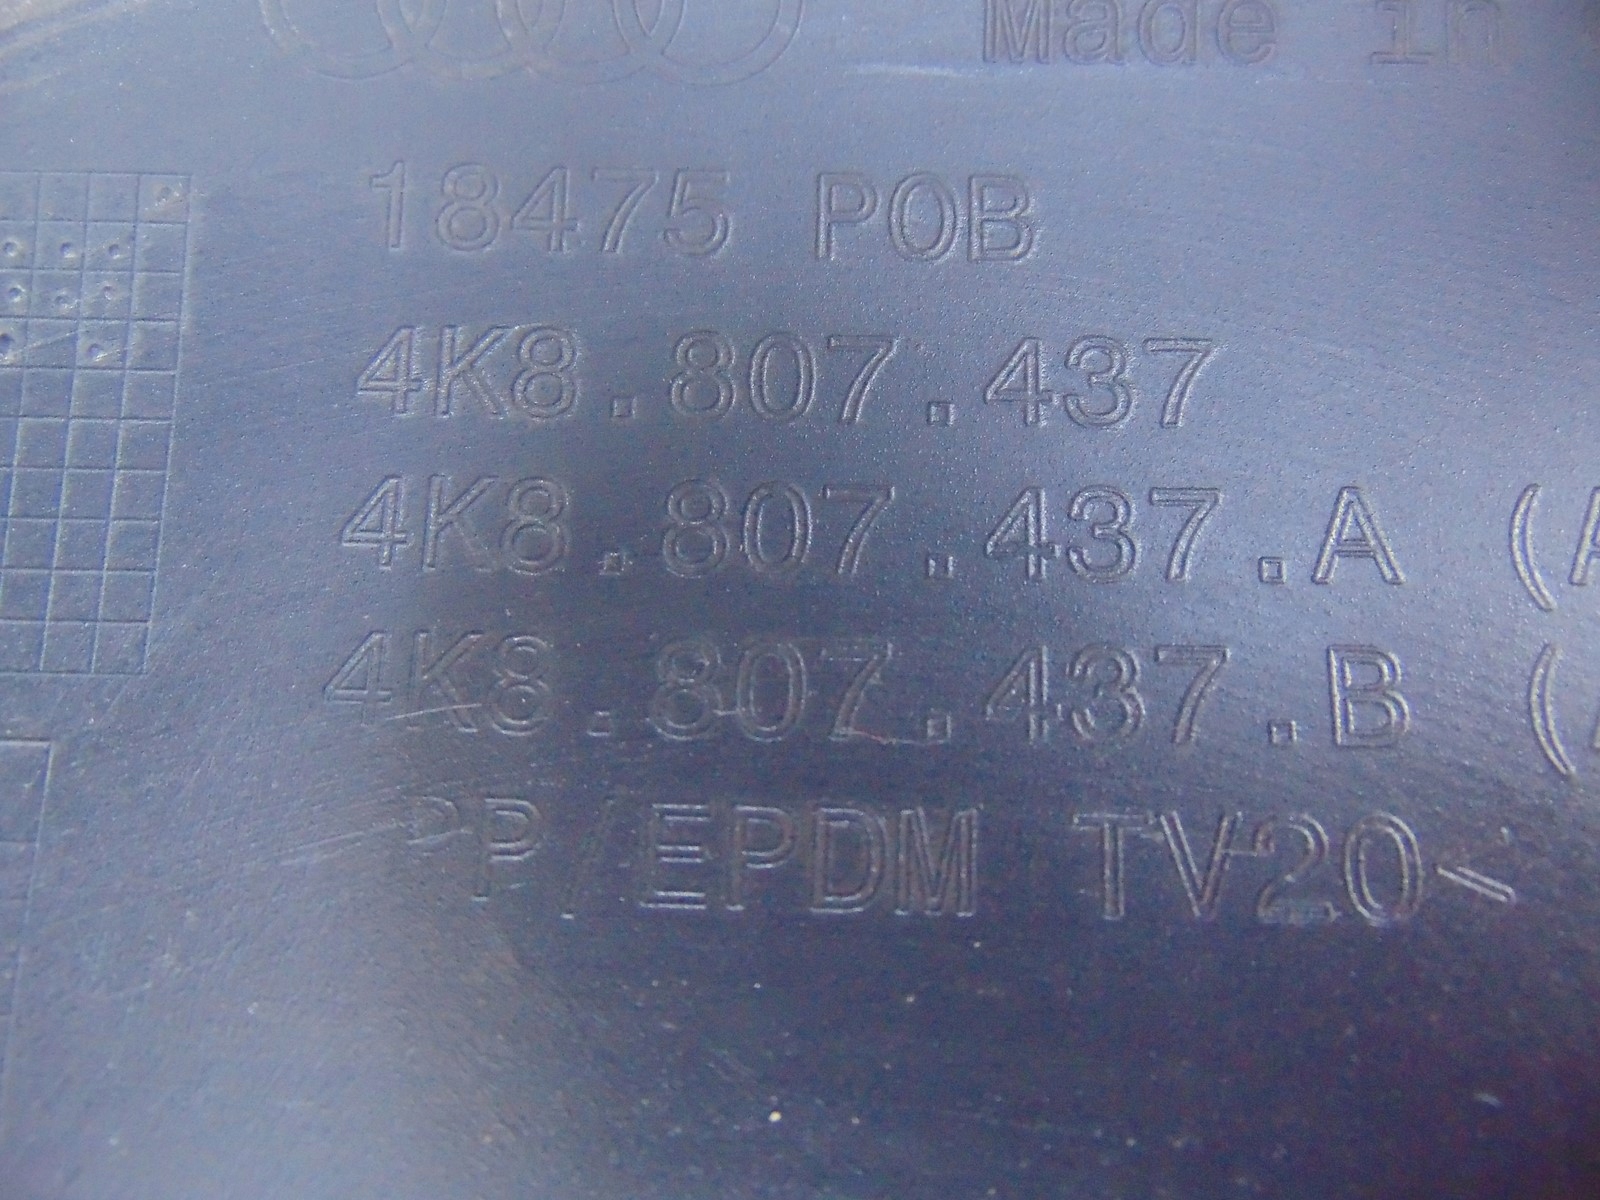 Made in
18475 POB
4K8.807.437
4K8.807.437.A (A
4K8.807.437.B (
PP/EPDM TV20<